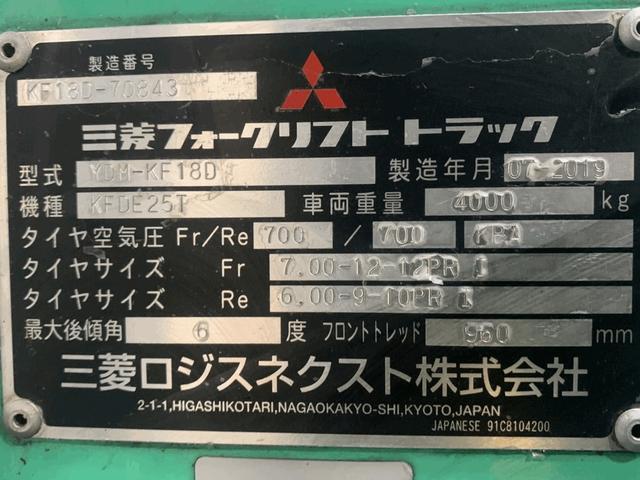 製造番号
KF18D-70843
三菱フォークリフト トラック
型式 YDM-KF18D 製造年月 07-2019
機種 KFDE25T 車両重量 4000 kg
タイヤ空気圧 Fr/Re 700 / 700 KPA
タイヤサイズ Fr 7.00-12-12PR I
タイヤサイズ Re 6.00-9-10PR I
最大後傾角 6 度 フロントトレッド 960 mm
三菱ロジスネクスト株式会社
2-1-1,HIGASHIKOTARI,NAGAOKAKYO-SHI,KYOTO,JAPAN
JAPANESE 91C8104200